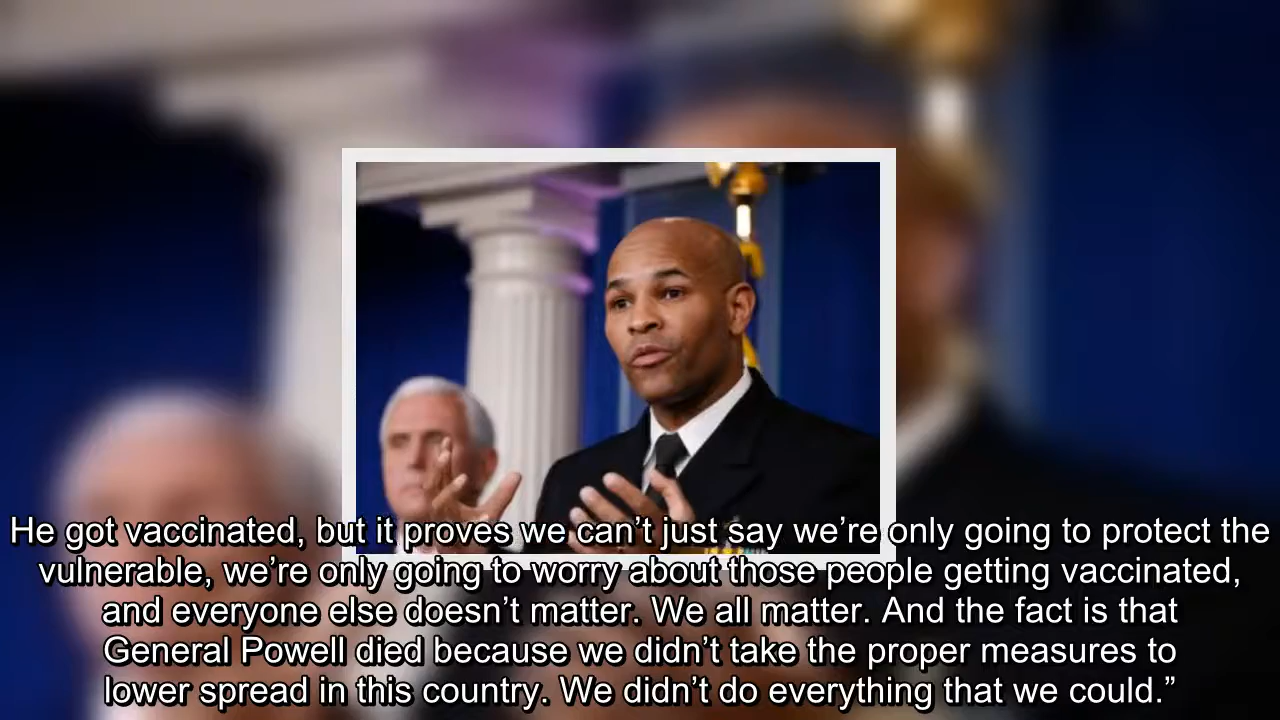 He got vaccinated, but it proves we can’t just say we’re only going to protect the
vulnerable, we’re only going to worry about those people getting vaccinated,
and everyone else doesn’t matter. We all matter. And the fact is that
General Powell died because we didn’t take the proper measures to
lower spread in this country. We didn’t do everything that we could.”